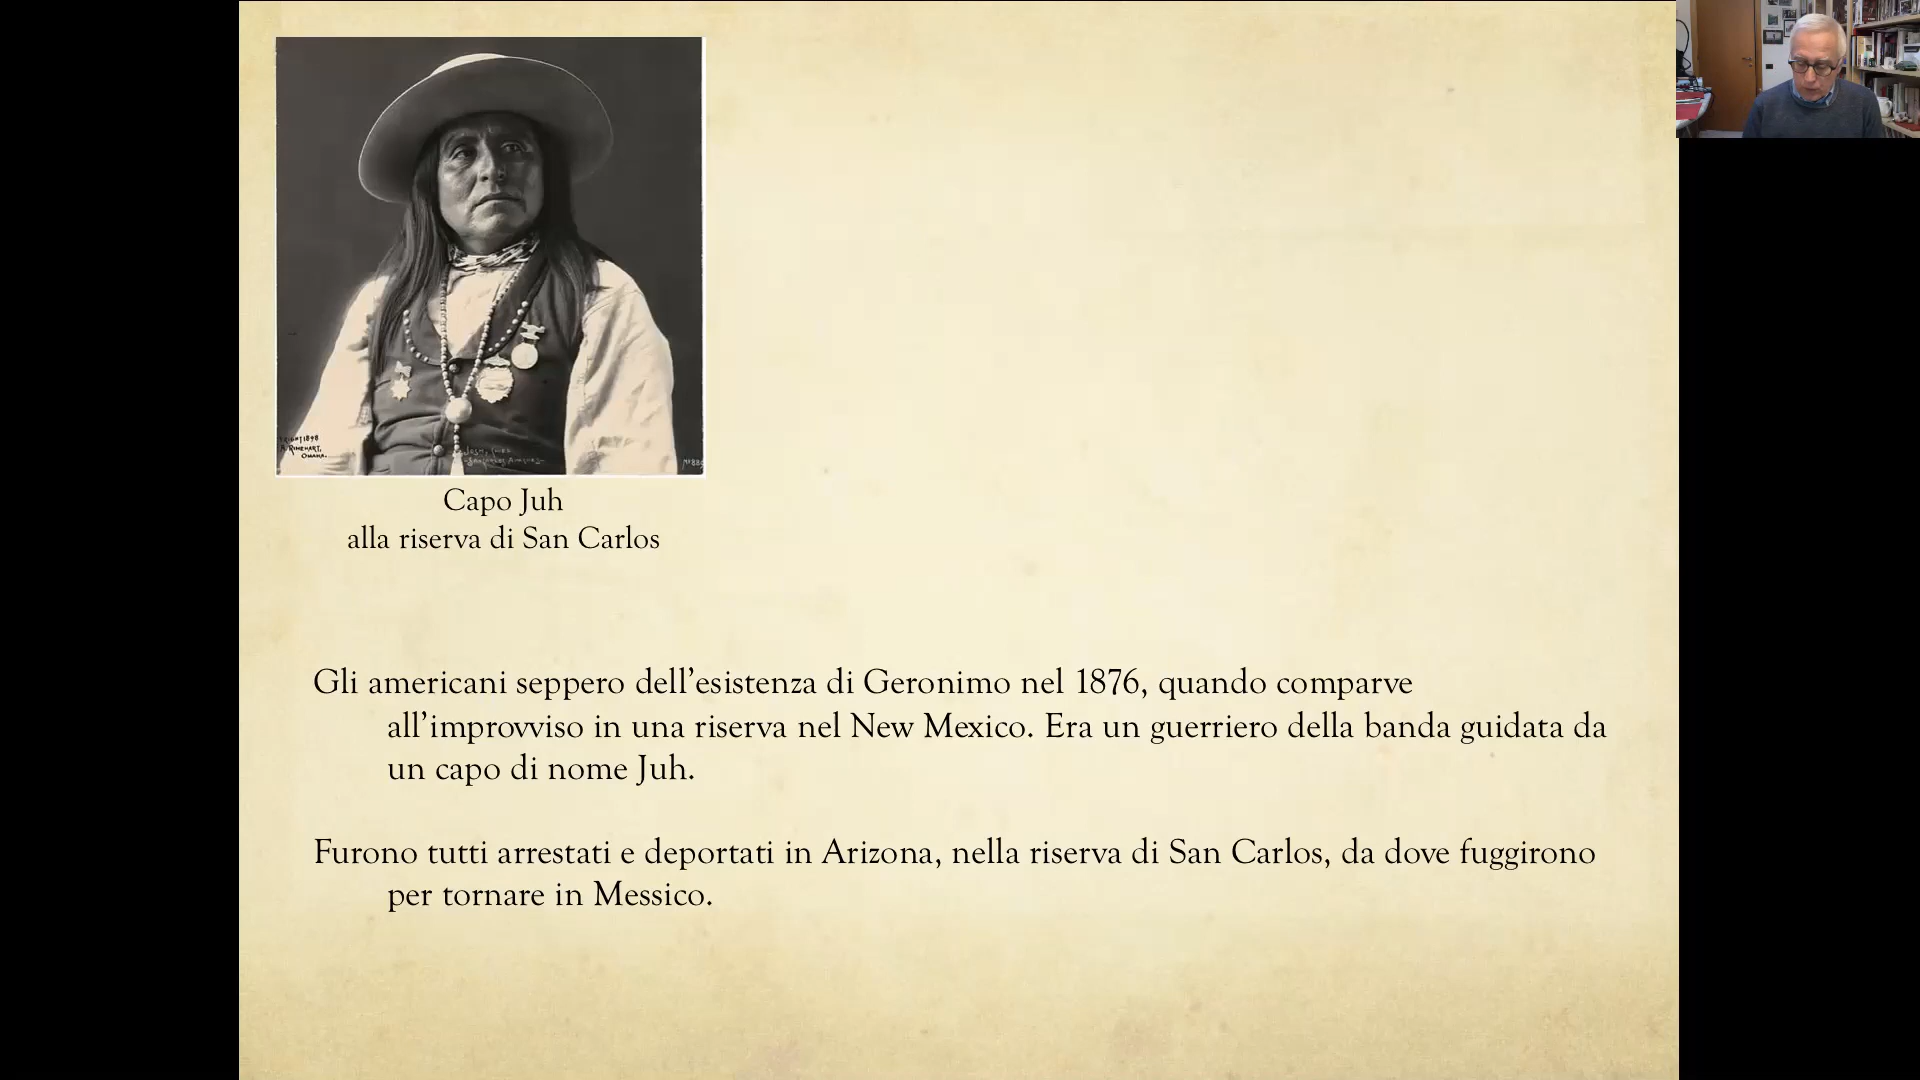 A. RINEHART,
OMAHA.
Capo Juh
alla riserva di San Carlos
Gli americani seppero dell’esistenza di Geronimo nel 1876, quando comparve
all’improvviso in una riserva nel New Mexico. Era un guerriero della banda guidata da
un capo di nome Juh.
Furono tutti arrestati e deportati in Arizona, nella riserva di San Carlos, da dove fuggirono
per tornare in Messico.